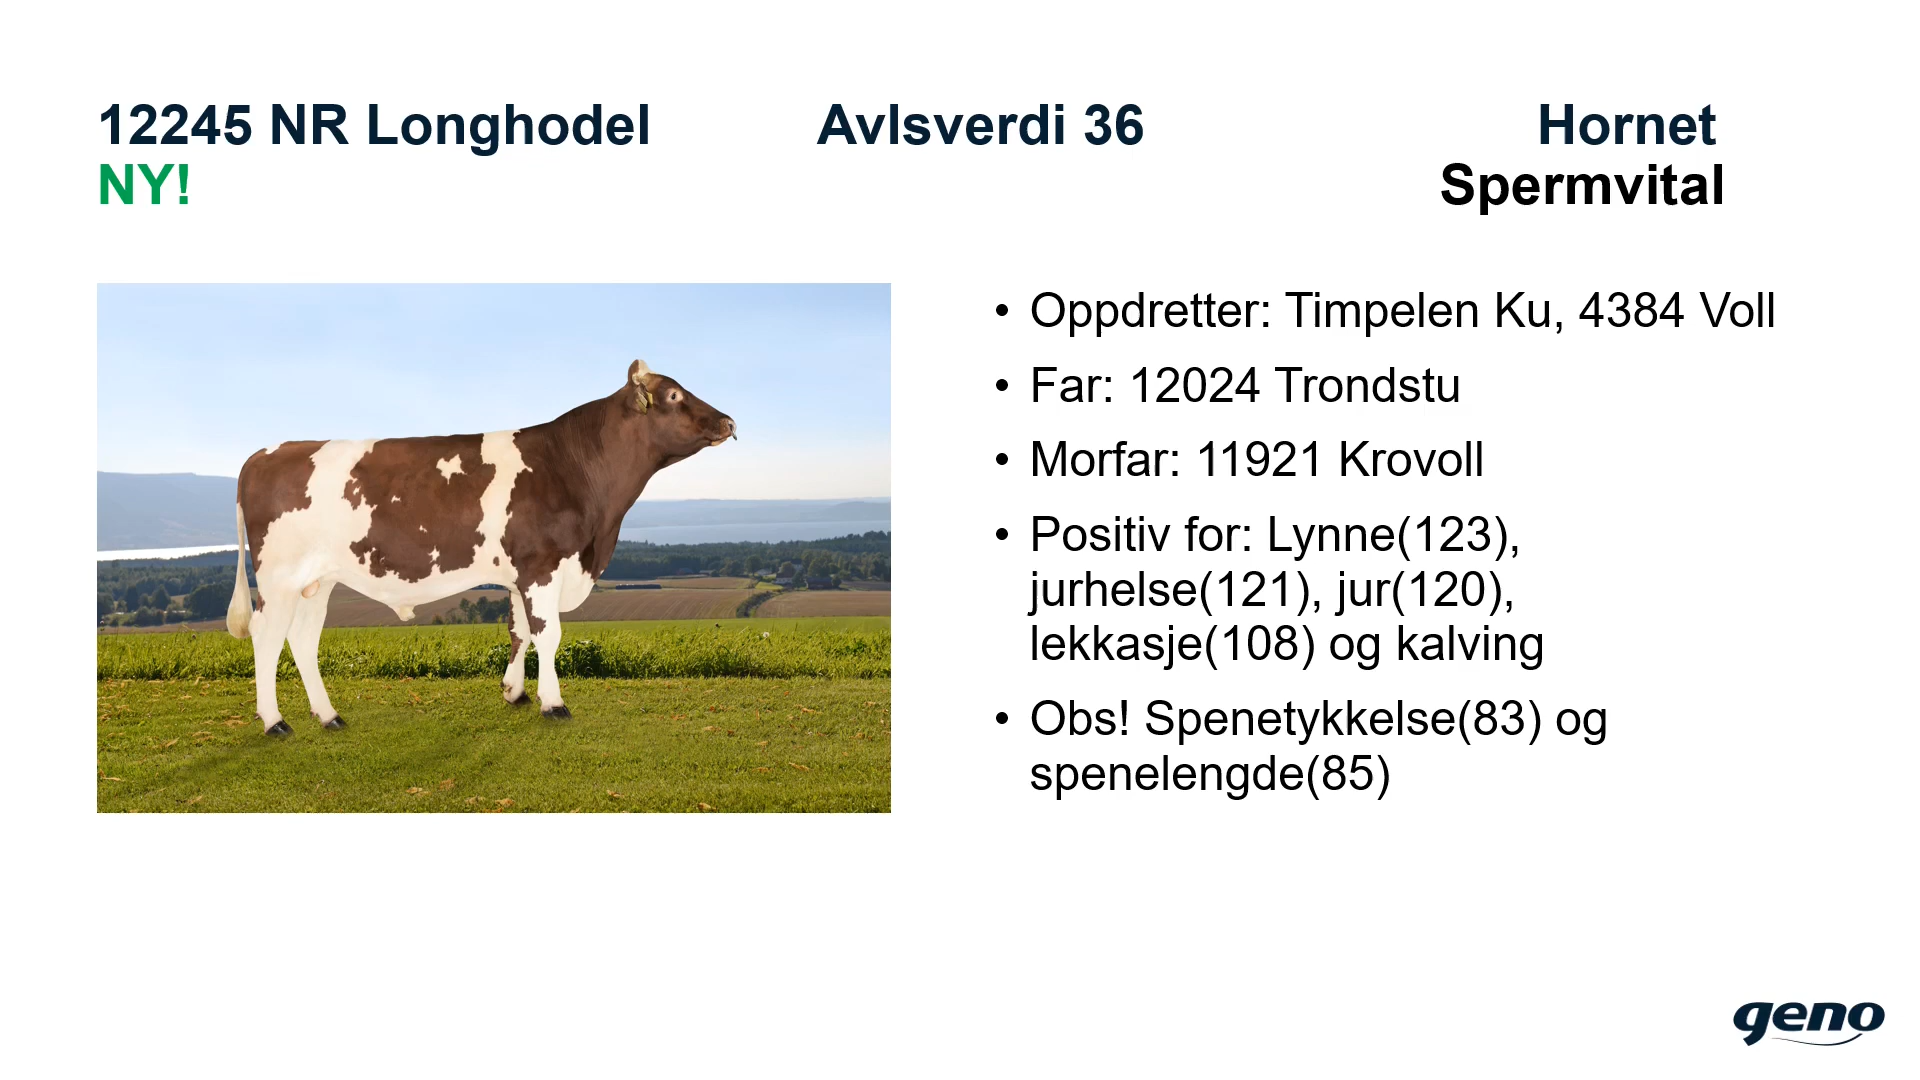 12245 NR Longhodel Avlsverdi 36 Hornet
NY! Spermvital
• Oppdretter: Timpelen Ku, 4384 Voll
• Far: 12024 Trondstu
• Morfar: 11921 Krovoll
• Positiv for: Lynne(123),
jurhelse(121), jur(120),
lekkasje(108) og kalving
• Obs! Spenetykkelse(83) og
spenelengde(85)
geno